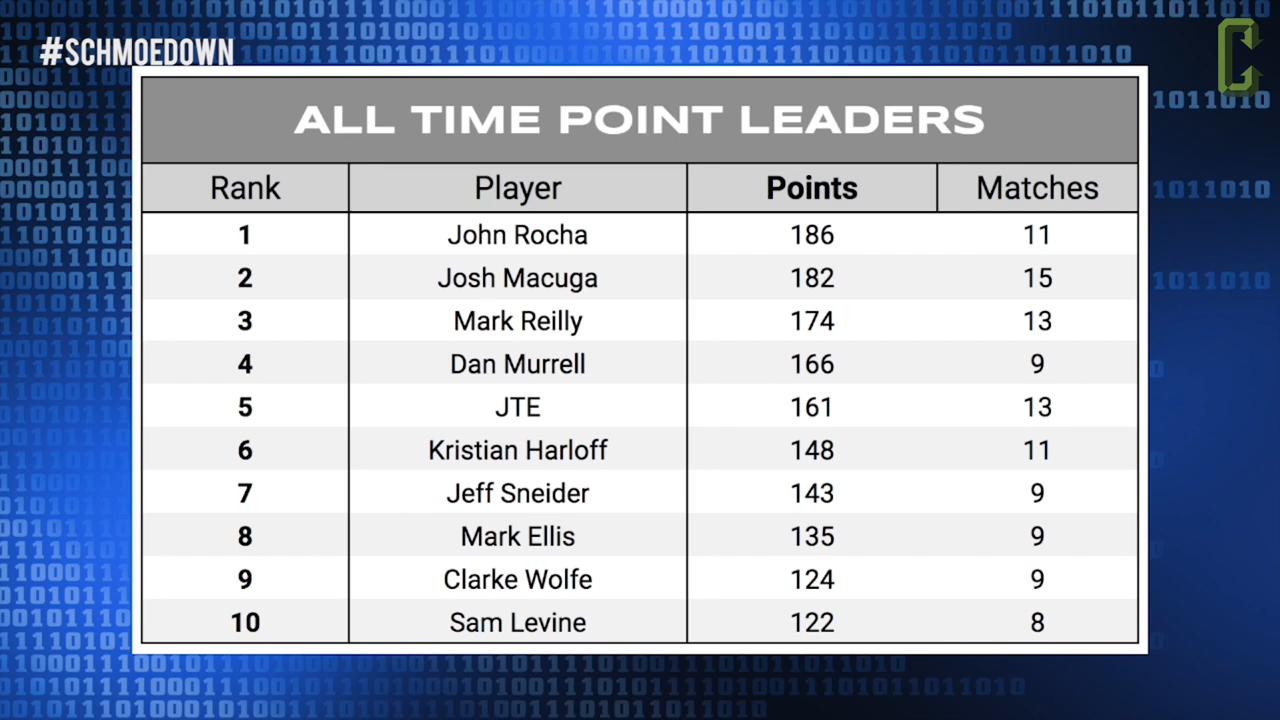 #SCHMOEDOWN
ALL TIME POINT LEADERS
Rank Player Points Matches
1 John Rocha 186 11
2 Josh Macuga 182 15
3 Mark Reilly 174 13
4 Dan Murrell 166 9
5 JTE 161 13
6 Kristian Harloff 148 11
7 Jeff Sneider 143 9
8 Mark Ellis 135 9
9 Clarke Wolfe 124 9
10 Sam Levine 122 8